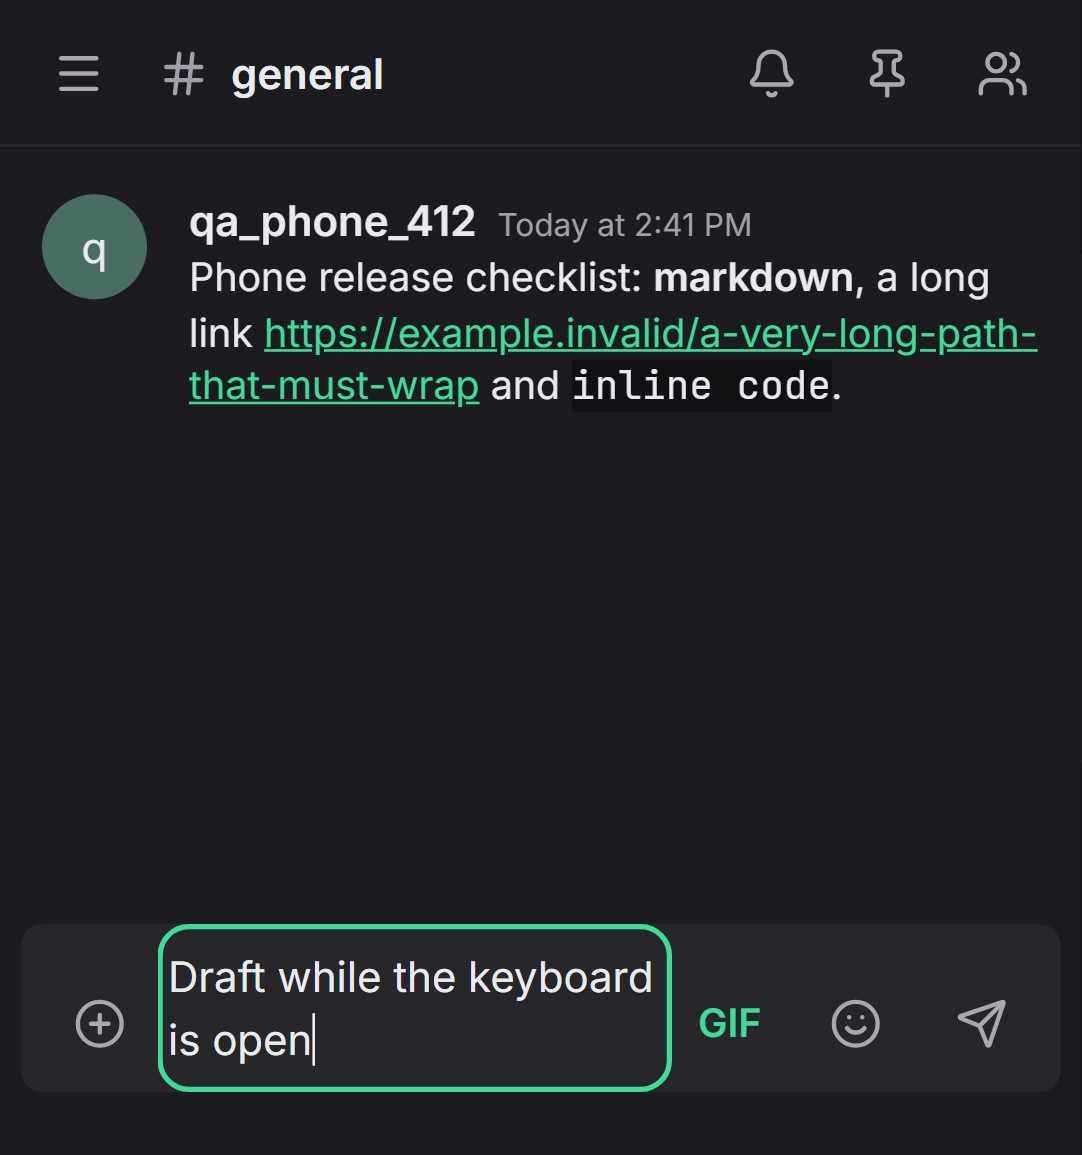 # general
q
qa_phone_412 Today at 2:41 PM
Phone release checklist: markdown, a long
link https://example.invalid/a-very-long-path-
that-must-wrap and inline code.
Draft while the keyboard
is open
GIF